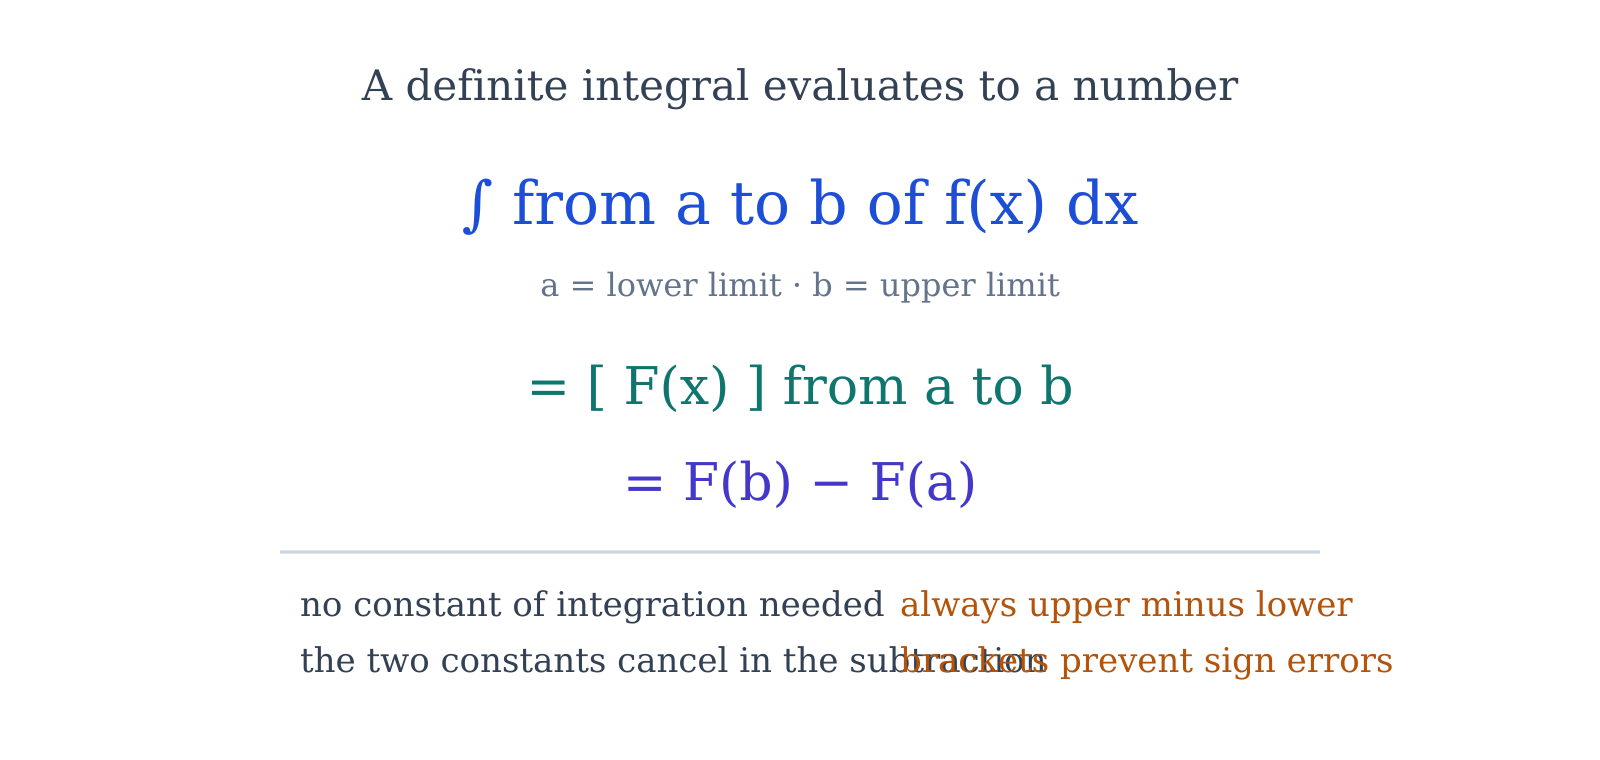 A definite integral evaluates to a number
∫ from a to b of f(x) dx
a = lower limit · b = upper limit
= [ F(x) ] from a to b
= F(b) − F(a)
no constant of integration needed always upper minus lower
the two constants cancel in the subtraction brackets prevent sign errors